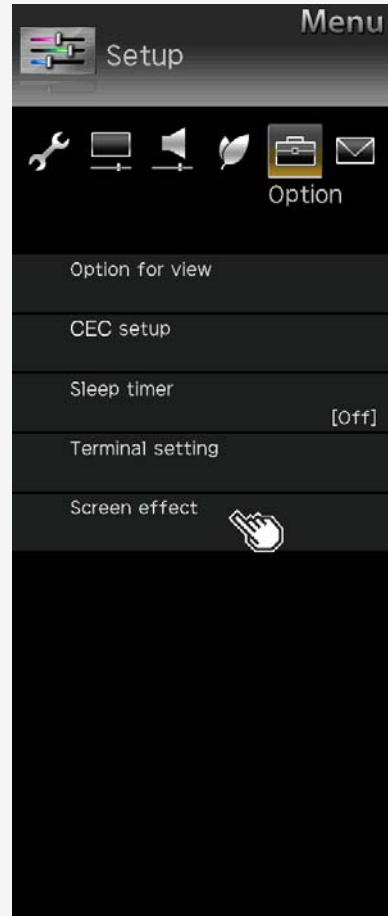 Menu
Setup
Option
Option for view
CEC setup
Sleep timer
[Off]
Terminal setting
Screen effect